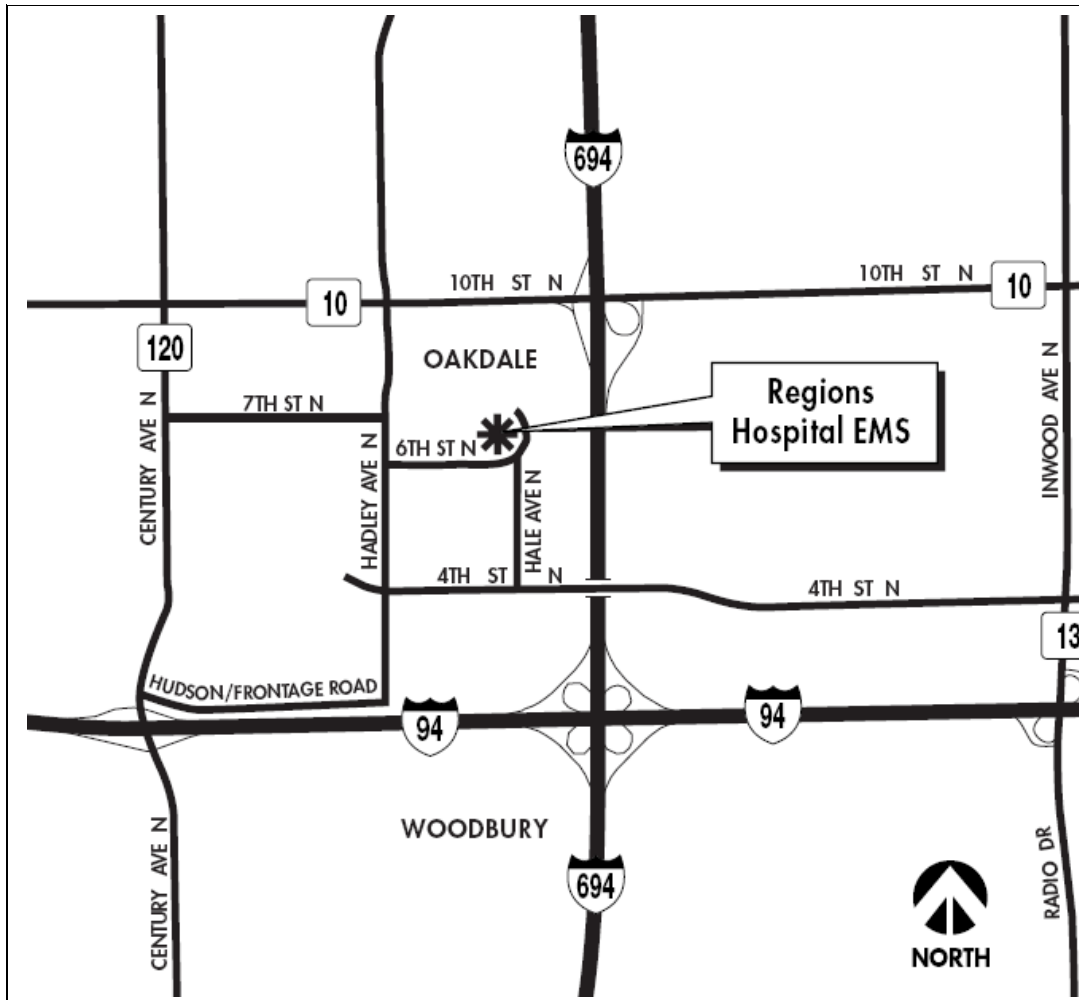 694
10TH ST N
10TH ST N
10
10
120
OAKDALE
Regions
Hospital EMS
7TH ST N
6TH ST N
CENTURY AVE N
HADLEY AVE N
HALE AVE N
INWOOD AVE N
4TH ST N
4TH ST N
13
HUDSON/FRONTAGE ROAD
94
94
WOODBURY
694
CENTURY AVE N
RADIO DR
NORTH